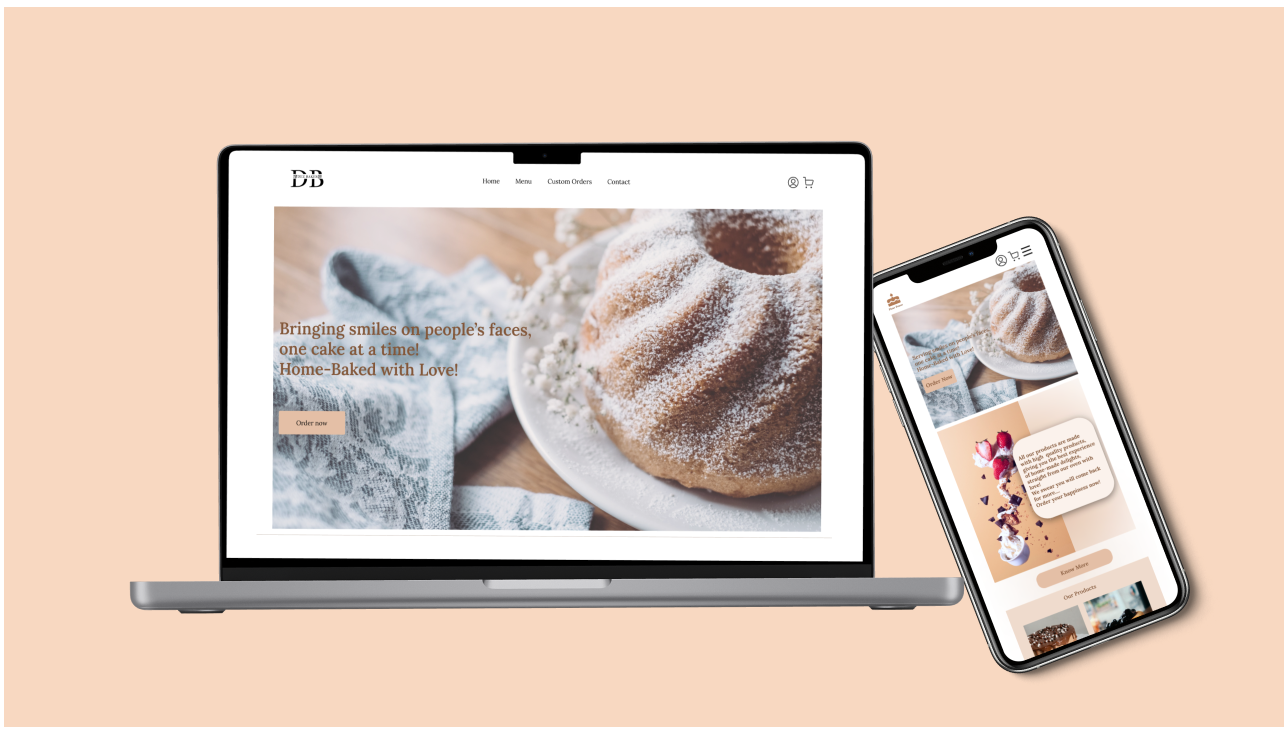 DB
Home Menu Custom Orders Contact
Bringing smiles on people's faces,
one cake at a time!
Home-Baked with Love!
Order now
one cake at a time!
Home-Baked with Love!
Order Now
All our products are made
with high quality products,
giving you the best experience
of home-made delights,
straight from our oven with
love!
We swear you will come back
for more...
Order your happiness now!
Know More
Our Products